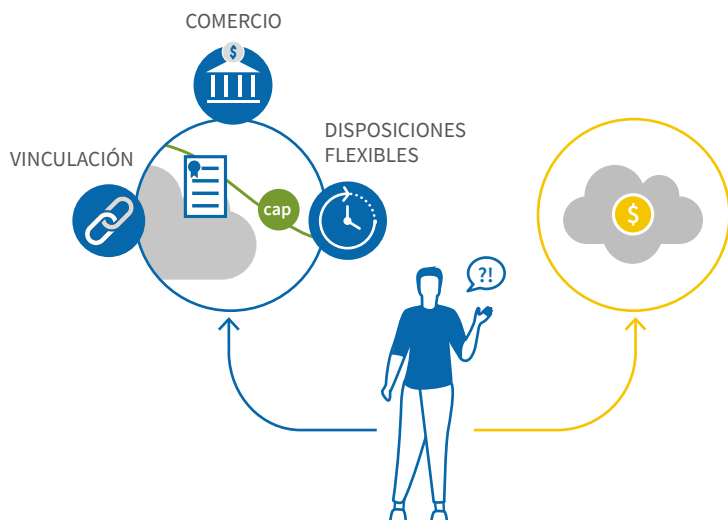 COMERCIO
$
DISPOSICIONES
FLEXIBLES
VINCULACIÓN
cap
$
?!